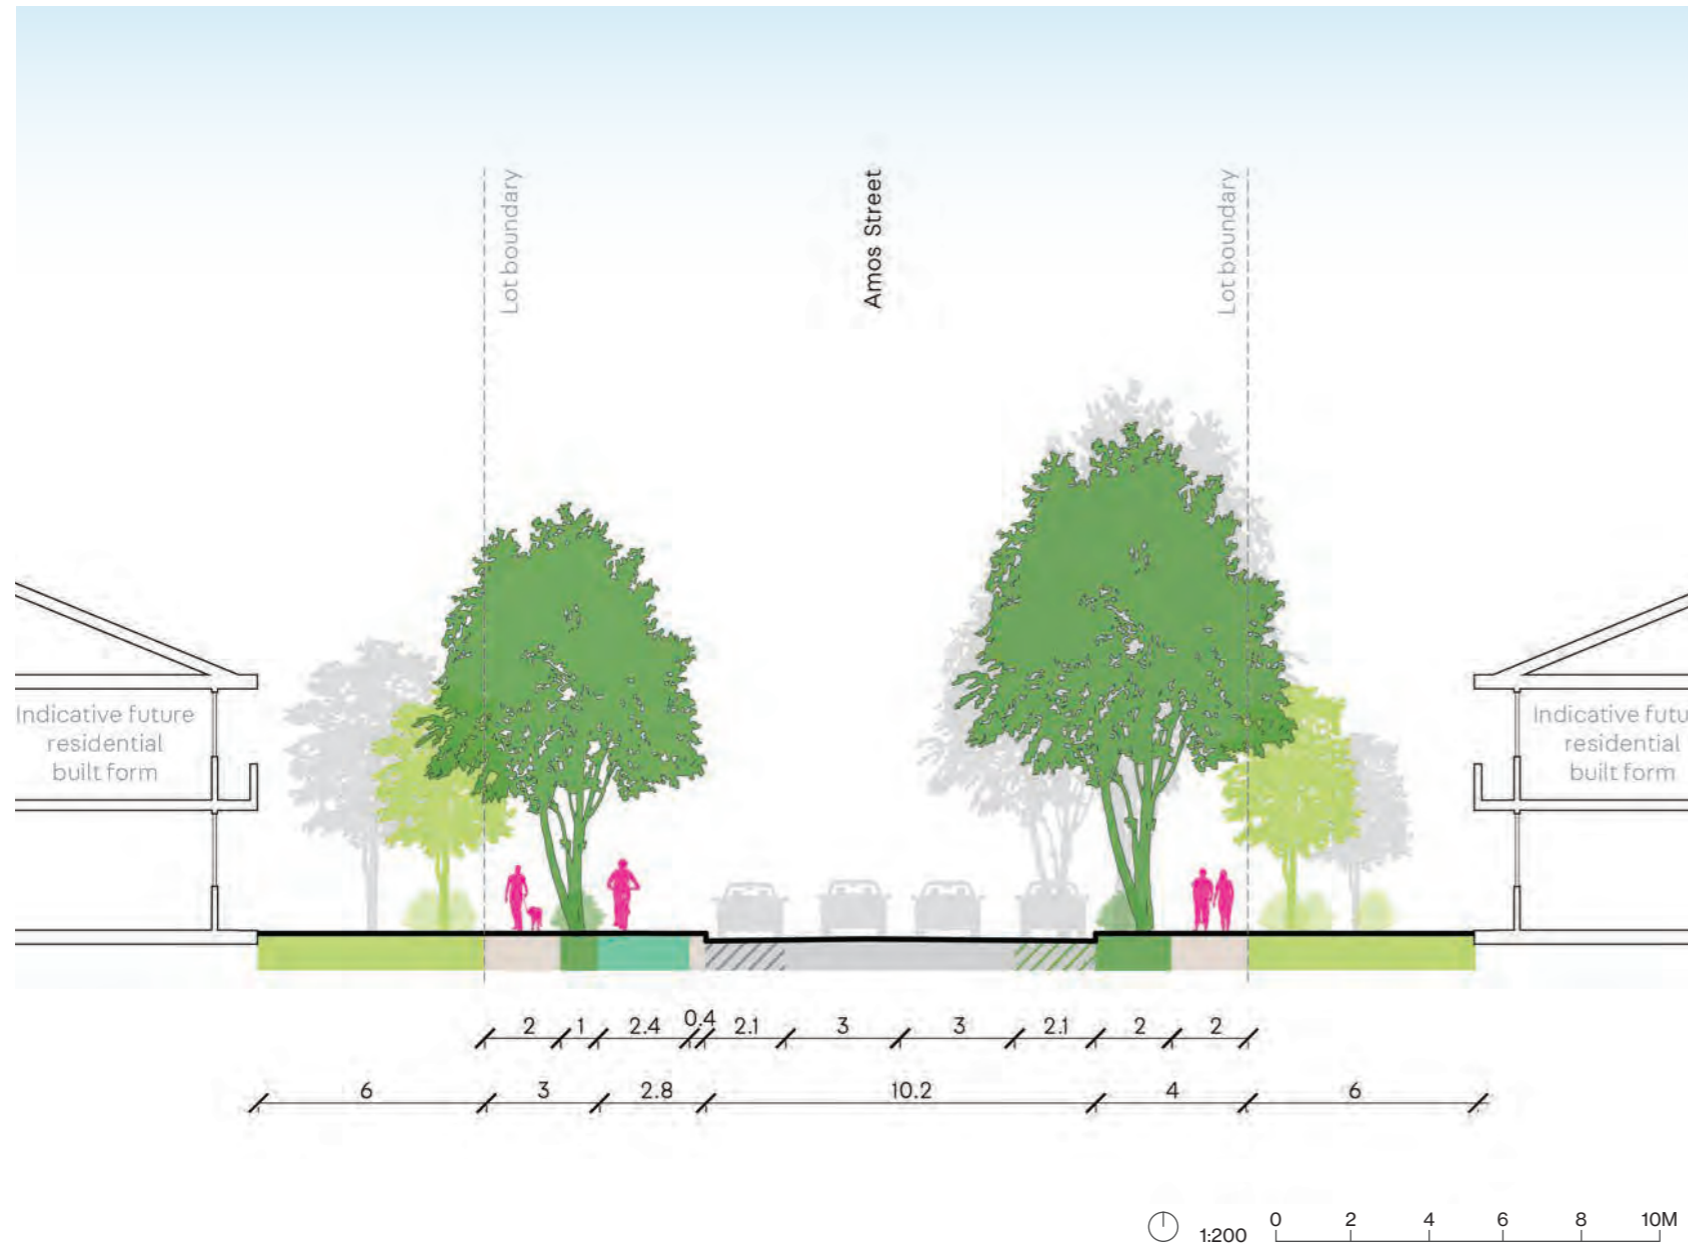 Lot boundary
Amos Street
Lot boundary
Indicative future
residential
built form
Indicative futu
residential
built form
2 1 2.4 0.4 2.1 3 3 2.1 2 2
6 3 2.8 10.2 4 6
1:200 0 2 4 6 8 10M